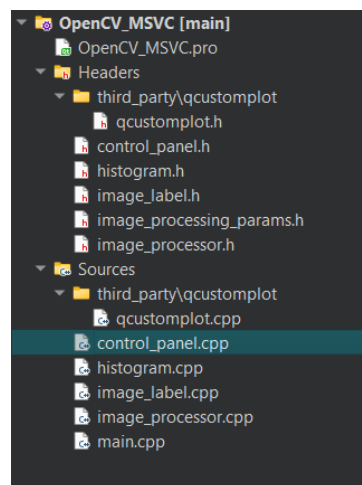 OpenCV_MSVC [main]
OpenCV_MSVC.pro
Headers
third_party\qcustomplot
qcustomplot.h
control_panel.h
histogram.h
image_label.h
image_processing_params.h
image_processor.h
Sources
third_party\qcustomplot
qcustomplot.cpp
control_panel.cpp
histogram.cpp
image_label.cpp
image_processor.cpp
main.cpp